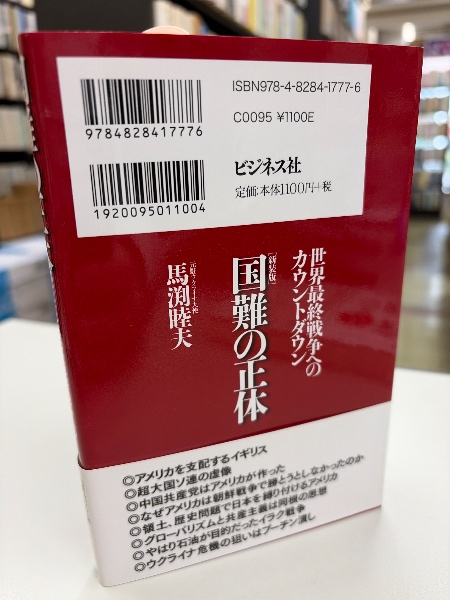 ISBN978-4-8284-1777-6
C0095 ¥1100E
9784828417776
1920095011004
ビジネス社
定価:本体1100円+税
世界最終戦争への
カウントダウン
[新装版]
国難の正体
元駐ウクライナ大使
馬渕睦夫
◎アメリカを支配するイギリス
◎超大国ソ連の虚像
◎中国共産党はアメリカが作った
◎なぜアメリカは朝鮮戦争で勝とうとしなかったのか
◎領土、歴史問題で日本を縛り付けるアメリカ
◎グローバリズムと共産主義は同根の思想
◎やはり石油が目的だったイラク戦争
◎ウクライナ危機の狙いはプーチン潰し